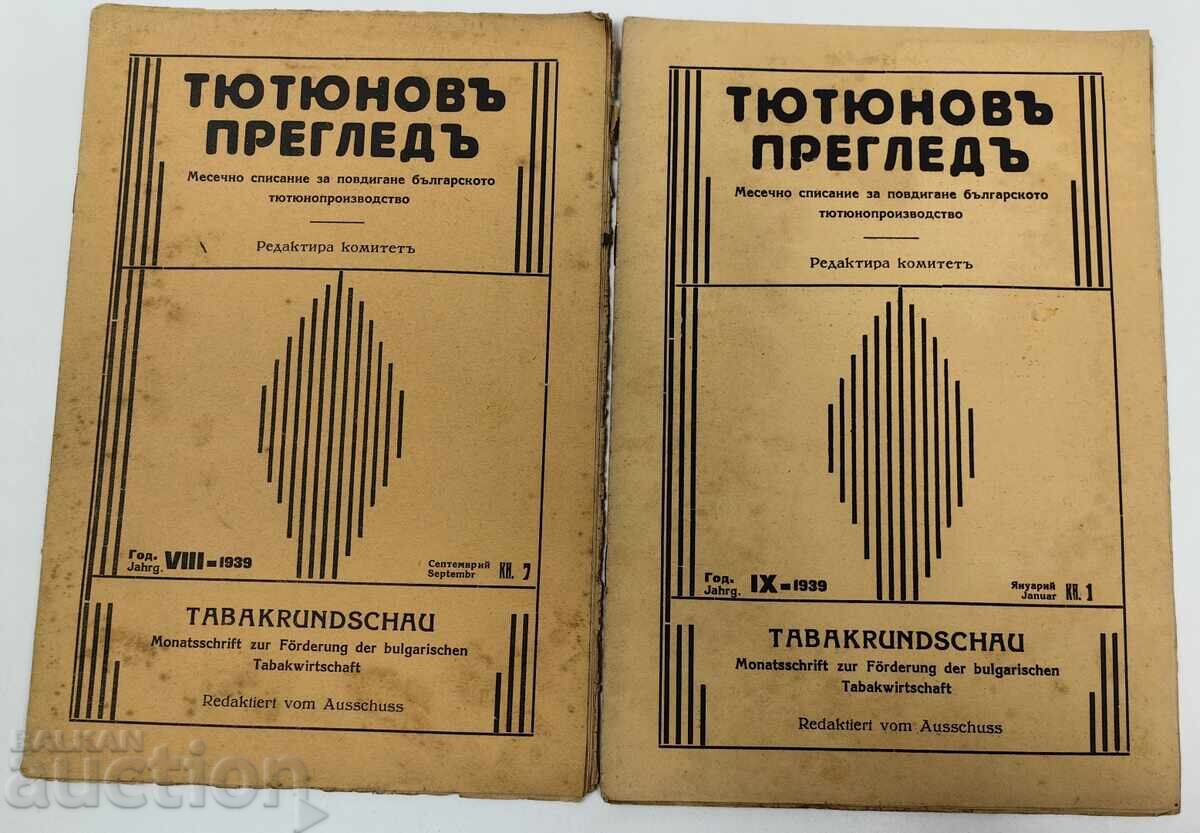 ТЮТЮНОВЪ
ПРЕГЛЕДЪ
Месечно списание за повдигане българското
тютюнопроизводство
Редактира комитетъ
Год. VIII = 1939
Jahrg.
Септемврий КН. 7
Septembr
TABAKRUNDSCHAU
Monatsschrift zur Förderung der bulgarischen
Tabakwirtschaft
Redaktiert vom Ausschuss
ТЮТЮНОВЪ
ПРЕГЛЕДЪ
Месечно списание за повдигане българското
тютюнопроизводство
Редактира комитетъ
Год. IX = 1939
Jahrg.
Януарий КН. 1
Januar
TABAKRUNDSCHAU
Monatsschrift zur Förderung der bulgarischen
Tabakwirtschaft
Redaktiert vom Ausschuss
BALKAN
auction